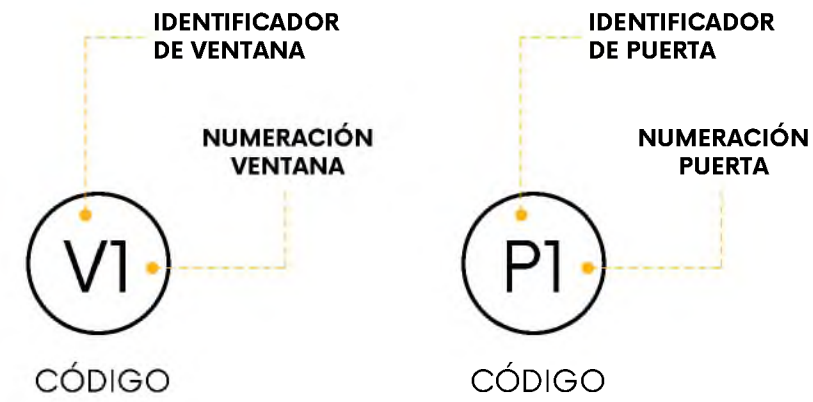 IDENTIFICADOR
DE VENTANA
NUMERACIÓN
VENTANA
V1
CÓDIGO
IDENTIFICADOR
DE PUERTA
NUMERACIÓN
PUERTA
P1
CÓDIGO